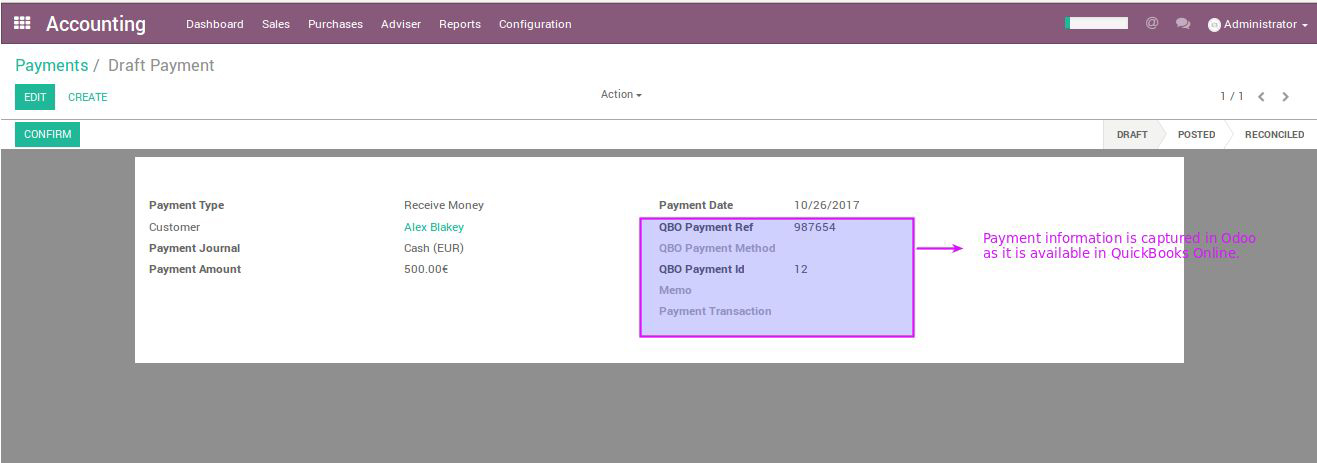 Accounting Dashboard Sales Purchases Adviser Reports Configuration @ Administrator
Payments / Draft Payment
EDIT CREATE Action 1 / 1
CONFIRM DRAFT POSTED RECONCILED
Payment Type Receive Money Payment Date 10/26/2017
Customer Alex Blakey QBO Payment Ref 987654
Payment Journal Cash (EUR) QBO Payment Method
Payment Amount 500.00€ QBO Payment Id 12
Memo
Payment Transaction
Payment information is captured in Odoo
as it is available in QuickBooks Online.